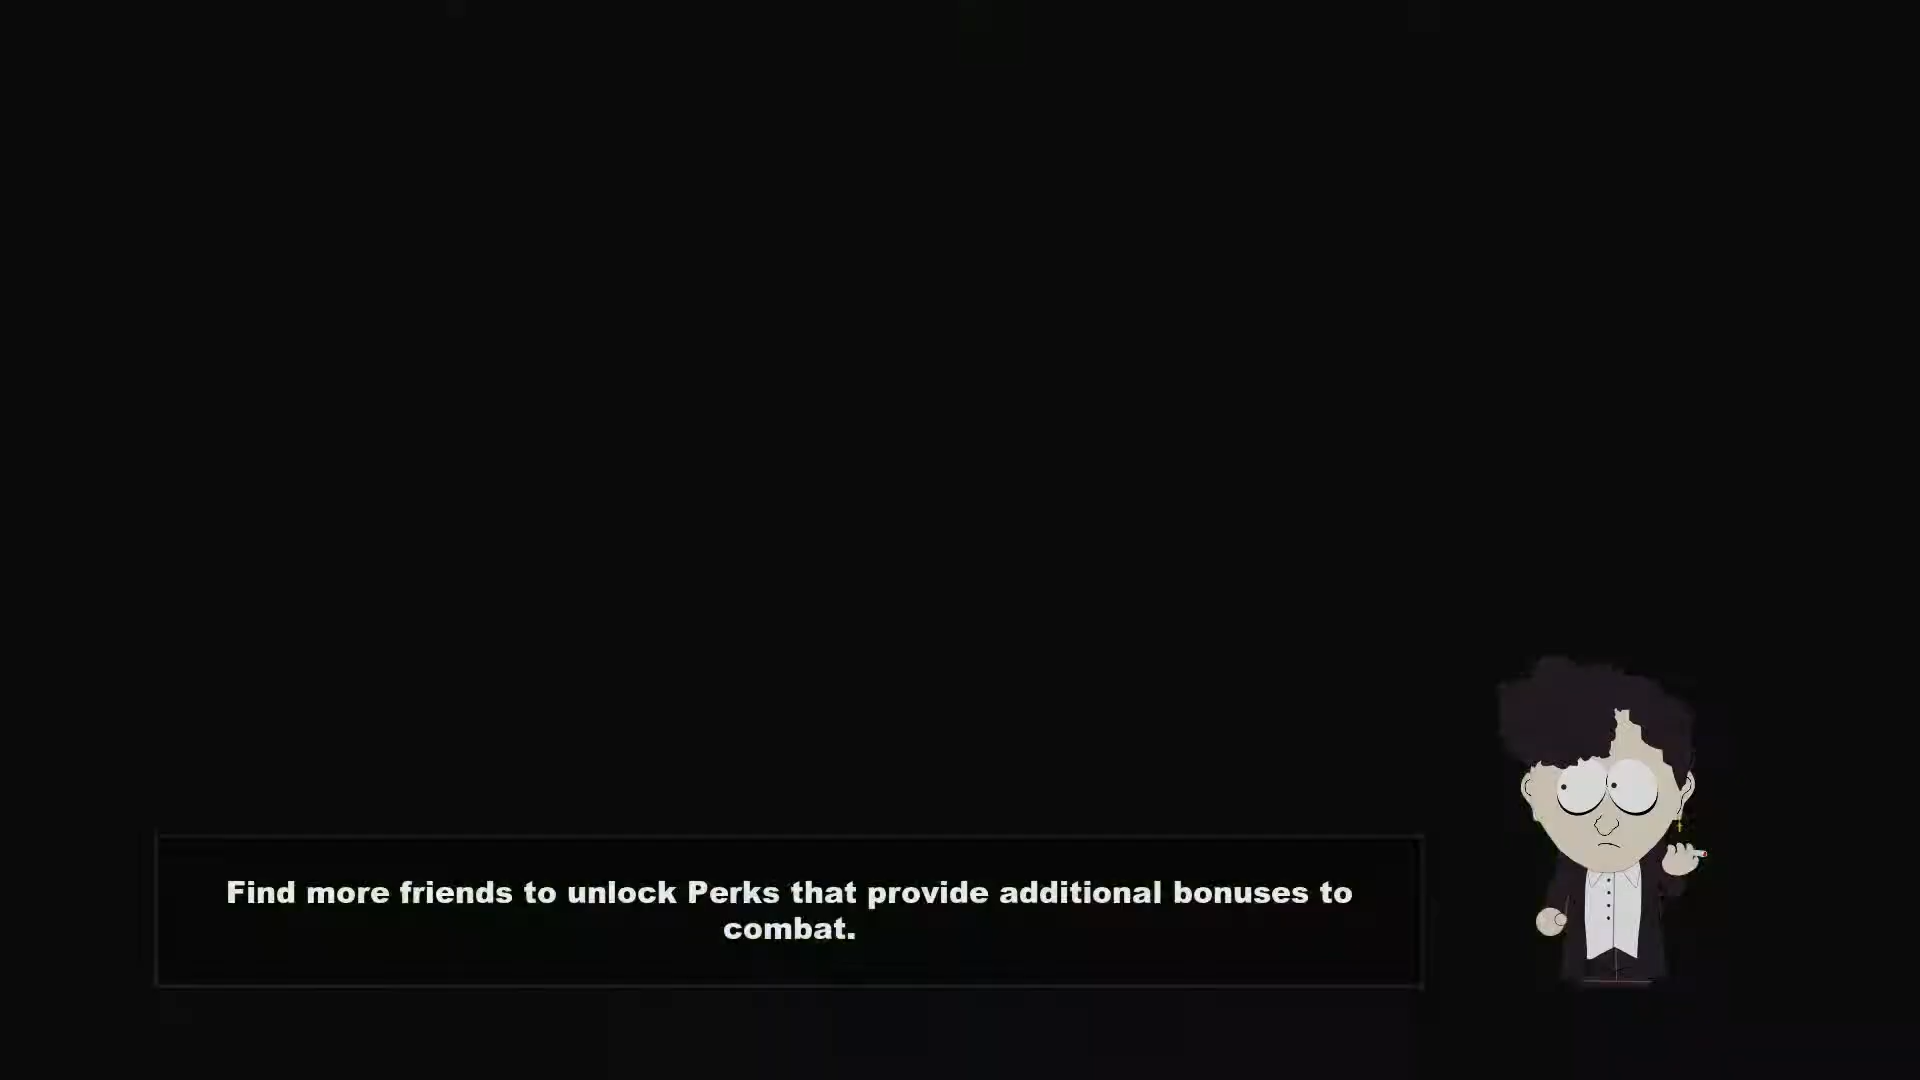 Find more friends to unlock Perks that provide additional bonuses to
combat.